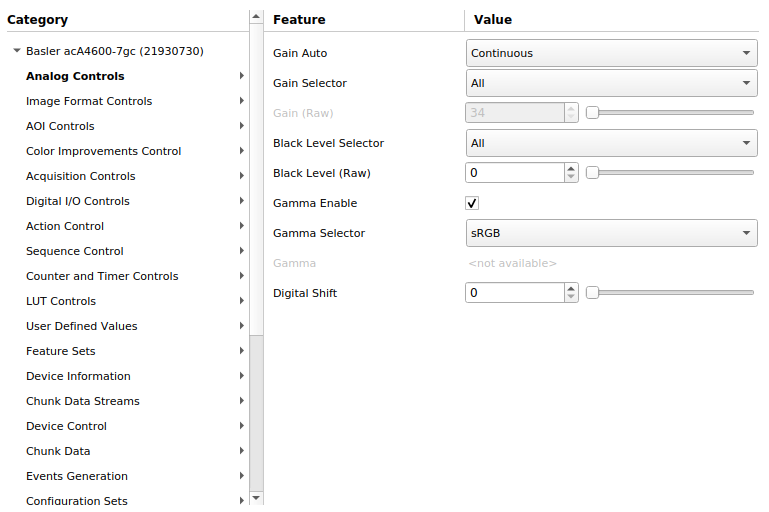 Category
Basler acA4600-7gc (21930730)
Analog Controls
Image Format Controls
AOI Controls
Color Improvements Control
Acquisition Controls
Digital I/O Controls
Action Control
Sequence Control
Counter and Timer Controls
LUT Controls
User Defined Values
Feature Sets
Device Information
Chunk Data Streams
Device Control
Chunk Data
Events Generation
Configuration Sets
Feature Value
Gain Auto Continuous
Gain Selector All
Gain (Raw) 34
Black Level Selector All
Black Level (Raw) 0
Gamma Enable
Gamma Selector sRGB
Gamma <not available>
Digital Shift 0